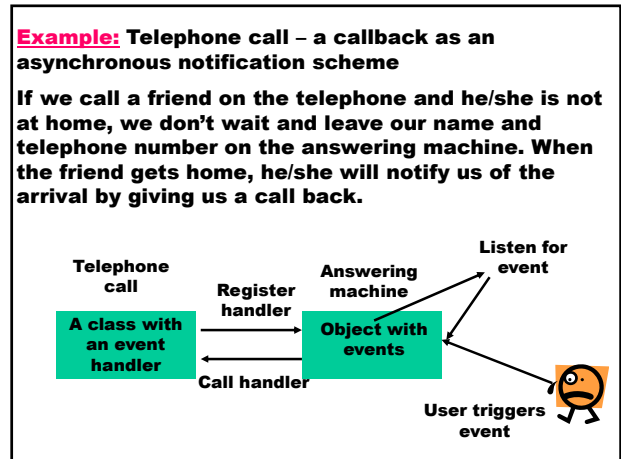 Example: Telephone call – a callback as an
asynchronous notification scheme
If we call a friend on the telephone and he/she is not
at home, we don't wait and leave our name and
telephone number on the answering machine. When
the friend gets home, he/she will notify us of the
arrival by giving us a call back.
Telephone
call
Register
handler
Answering
machine
Listen for
event
A class with
an event
handler
Object with
events
Call handler
User triggers
event